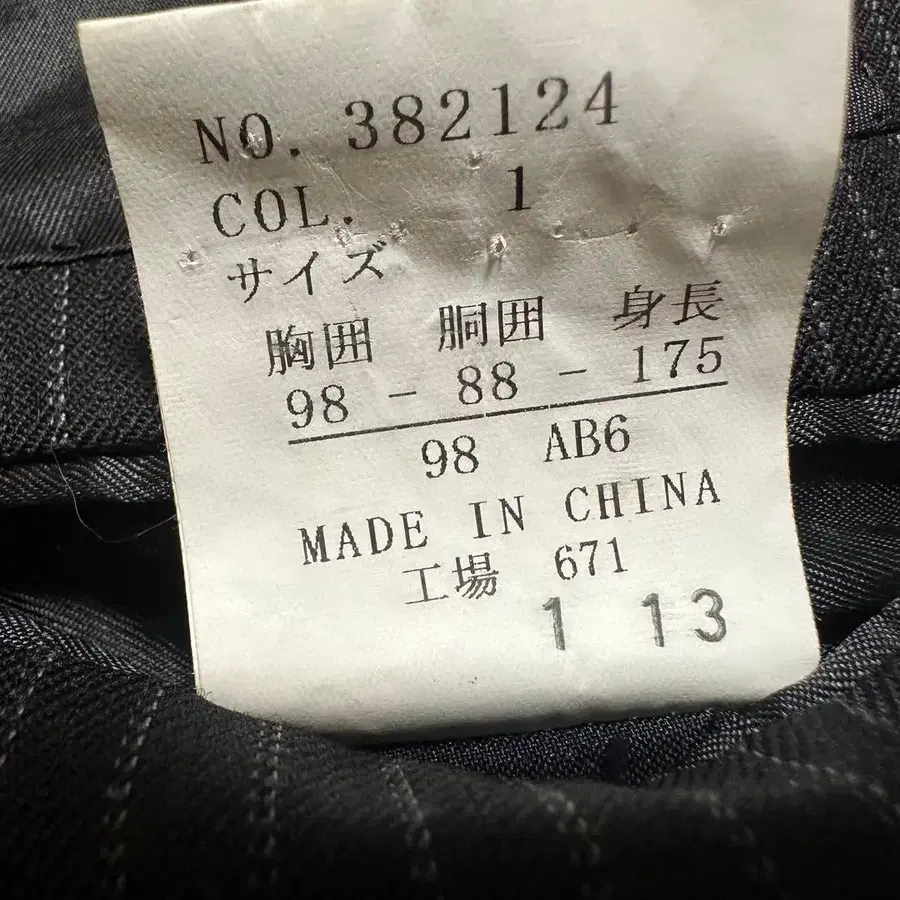 NO. 382124
COL. 1
サイズ
胸囲 胴囲 身長
98 - 88 - 175
98 AB6
MADE IN CHINA
工場 671
1 13